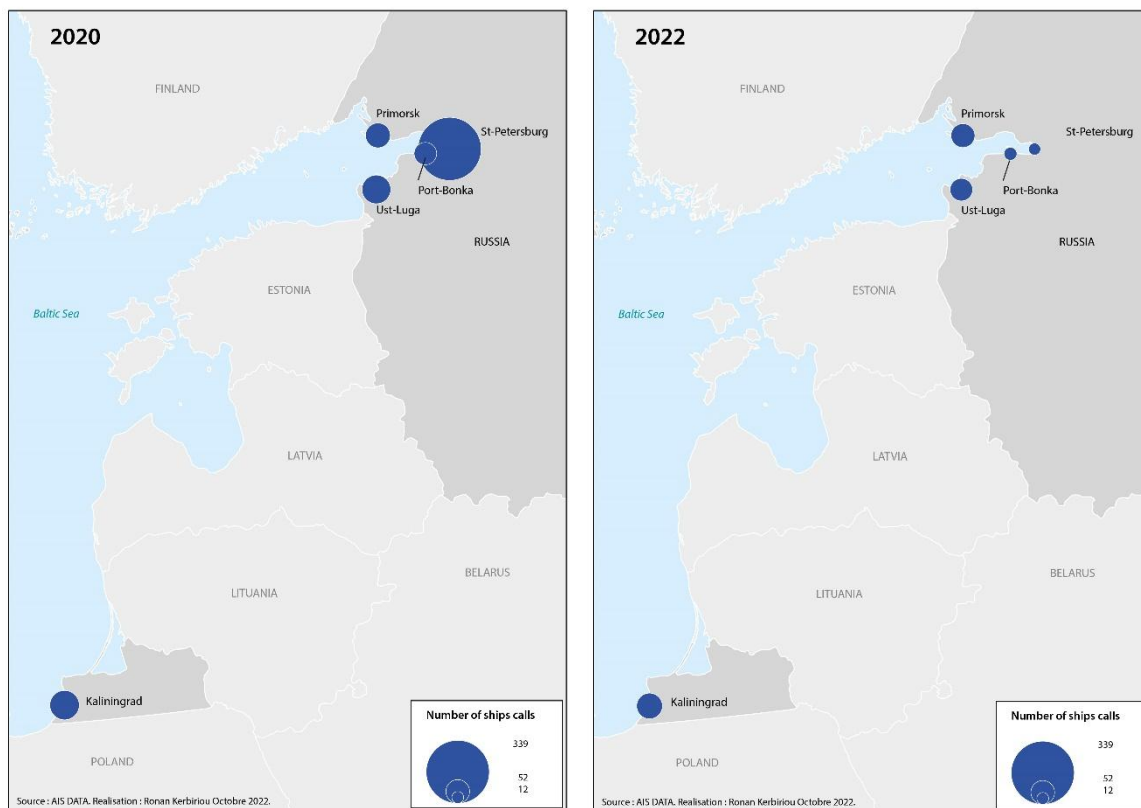 2020
FINLAND
Primorsk
St-Petersburg
Port-Bonka
Ust-Luga
RUSSIA
ESTONIA
Baltic Sea
LATVIA
BELARUS
LITUANIA
Kaliningrad
POLAND
Number of ships calls
339
52
12
Source : AIS DATA. Realisation : Ronan Kerbiriou Octobre 2022.
2022
FINLAND
Primorsk
St-Petersburg
Port-Bonka
Ust-Luga
RUSSIA
ESTONIA
Baltic Sea
LATVIA
BELARUS
LITUANIA
Kaliningrad
POLAND
Number of ships calls
339
52
12
Source : AIS DATA. Realisation : Ronan Kerbiriou Octobre 2022.